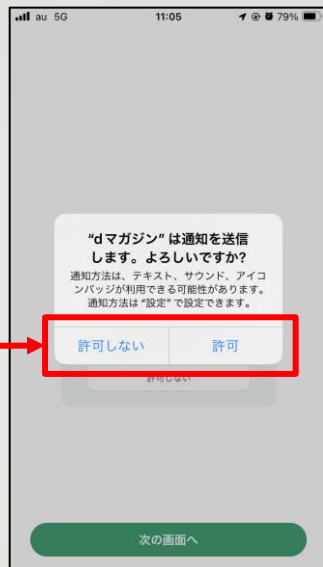 au 5G 11:05 79%
“dマガジン” は通知を送信
します。よろしいですか?
通知方法は、テキスト、サウンド、アイコ
ンバッジが利用できる可能性があります。
通知方法は “設定” で設定できます。
許可しない 許可
許可しない
次の画面へ